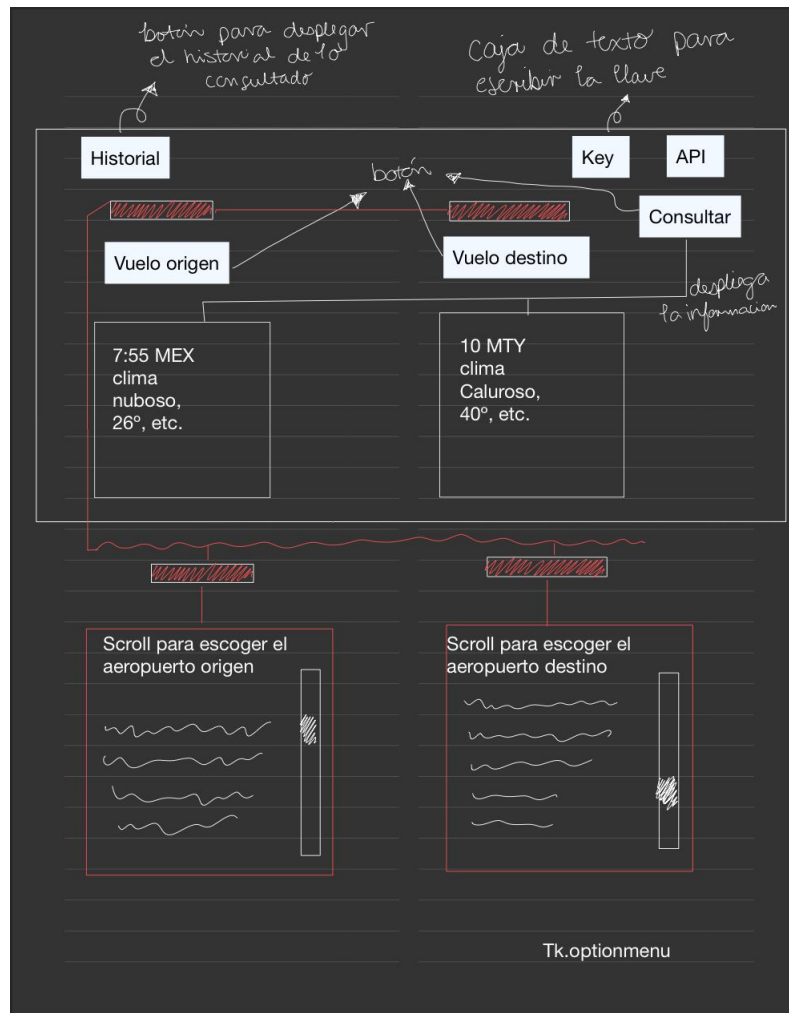 botón para desplegar
el historial de lo
consultado
caja de texto para
escribir la llave
Historial
Key
API
botón
Consultar
Vuelo origen
Vuelo destino
despliega
la informacion
7:55 MEX
clima
nuboso,
26º, etc.
10 MTY
clima
Caluroso,
40º, etc.
Scroll para escoger el
aeropuerto origen
Scroll para escoger el
aeropuerto destino
Tk.optionmenu